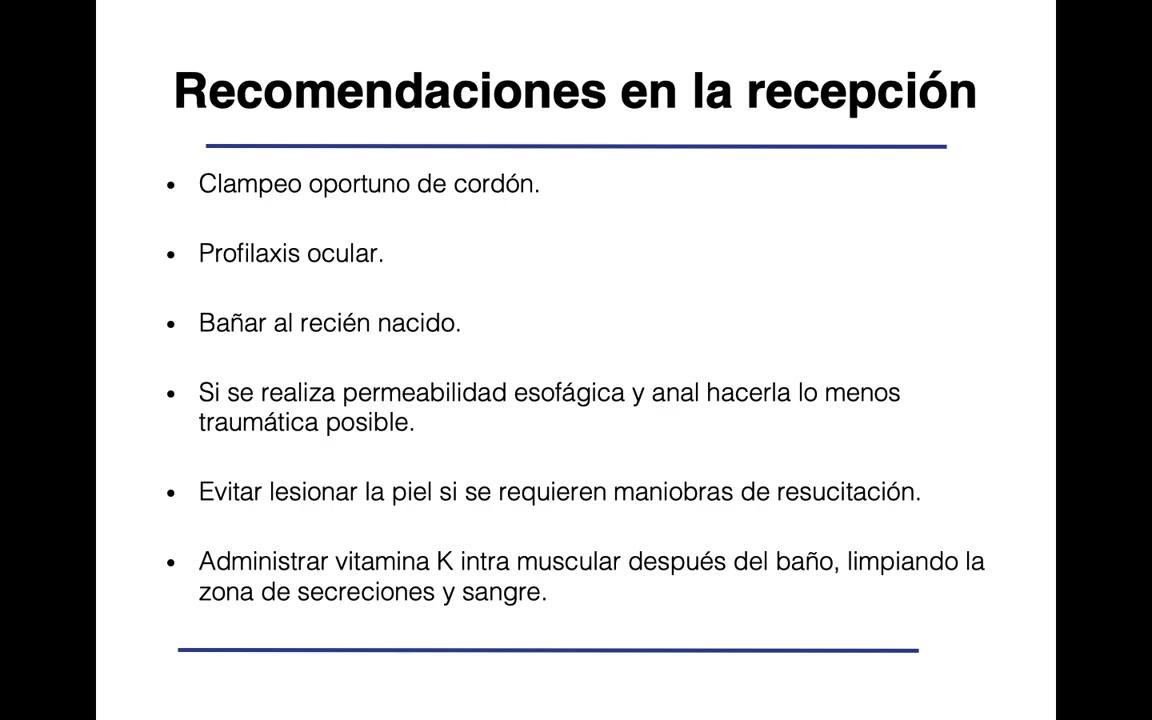 Recomendaciones en la recepción
• Clampeo oportuno de cordón.
• Profilaxis ocular.
• Bañar al recién nacido.
• Si se realiza permeabilidad esofágica y anal hacerla lo menos
traumática posible.
• Evitar lesionar la piel si se requieren maniobras de resucitación.
• Administrar vitamina K intra muscular después del baño, limpiando la
zona de secreciones y sangre.